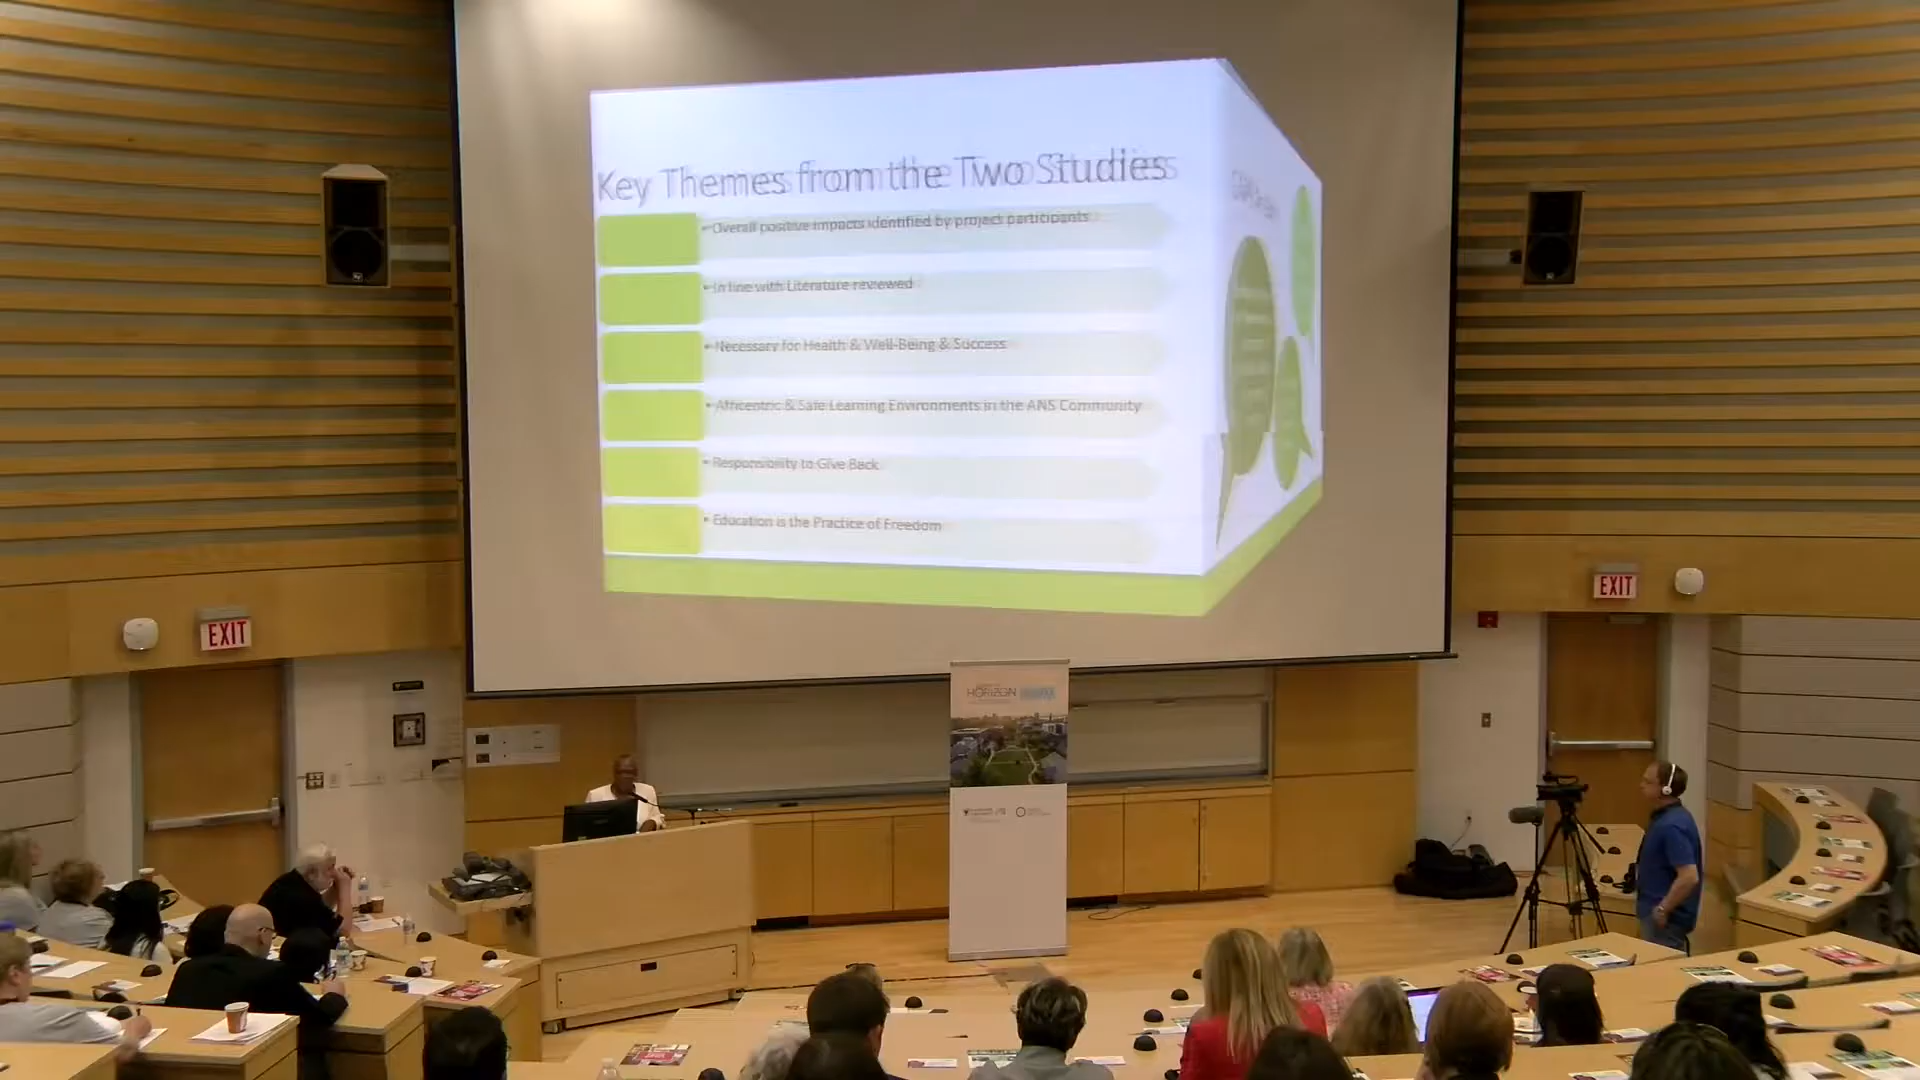 Key Themes from the Two Studies
• Overall positive impacts identified by project participants
• In line with Literature reviewed
• Necessary for Health & Well-Being & Success
• Africentric & Safe Learning Environments in the ANS Community
• Responsibility to Give Back
• Education is the Practice of Freedom
EXIT
EXIT
HORIZON